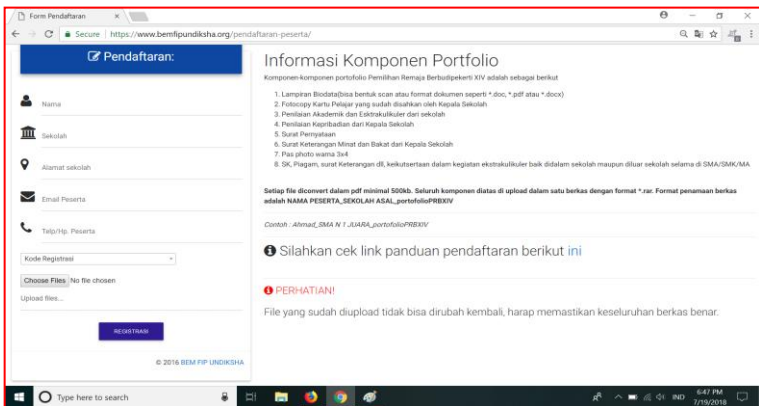 Form Pendaftaran
Secure | https://www.bemfipundiksha.org/pendaftaran-peserta/
Pendaftaran:
Nama
Sekolah
Alamat sekolah
Email Peserta
Telp/Hp. Peserta
Kode Registrasi
Choose Files No file chosen
Upload files...
REGISTRASI
© 2016 BEM FIP UNDIKSHA
Informasi Komponen Portfolio
Komponen-komponen portofolio Pemilihan Remaja Berbudipekerti XIV adalah sebagai berikut
1. Lampiran Biodata(bisa bentuk scan atau format dokumen seperti *.doc, *.pdf atau *.docx)
2. Fotocopy Kartu Pelajar yang sudah disahkan oleh Kepala Sekolah
3. Penilaian Akademik dan Esktrakulikuler dari sekolah
4. Penilaian Kepribadian dari Kepala Sekolah
5. Surat Pernyataan
6. Surat Keterangan Minat dan Bakat dari Kepala Sekolah
7. Pas photo warna 3x4
8. SK, Piagam, surat Keterangan dll, keikutsertaan dalam kegiatan ekstrakulikuler baik didalam sekolah maupun diluar sekolah selama di SMA/SMK/MA
Setiap file diconvert dalam pdf minimal 500kb. Seluruh komponen diatas di upload dalam satu berkas dengan format *.rar. Format penamaan berkas
adalah NAMA PESERTA_SEKOLAH ASAL_portofolioPRBXIV
Contoh : Ahmad_SMA N 1 JUARA_portofolioPRBXIV
Silahkan cek link panduan pendaftaran berikut ini
PERHATIAN!
File yang sudah diupload tidak bisa dirubah kembali, harap memastikan keseluruhan berkas benar.
Type here to search
IND
6:47 PM
7/19/2018